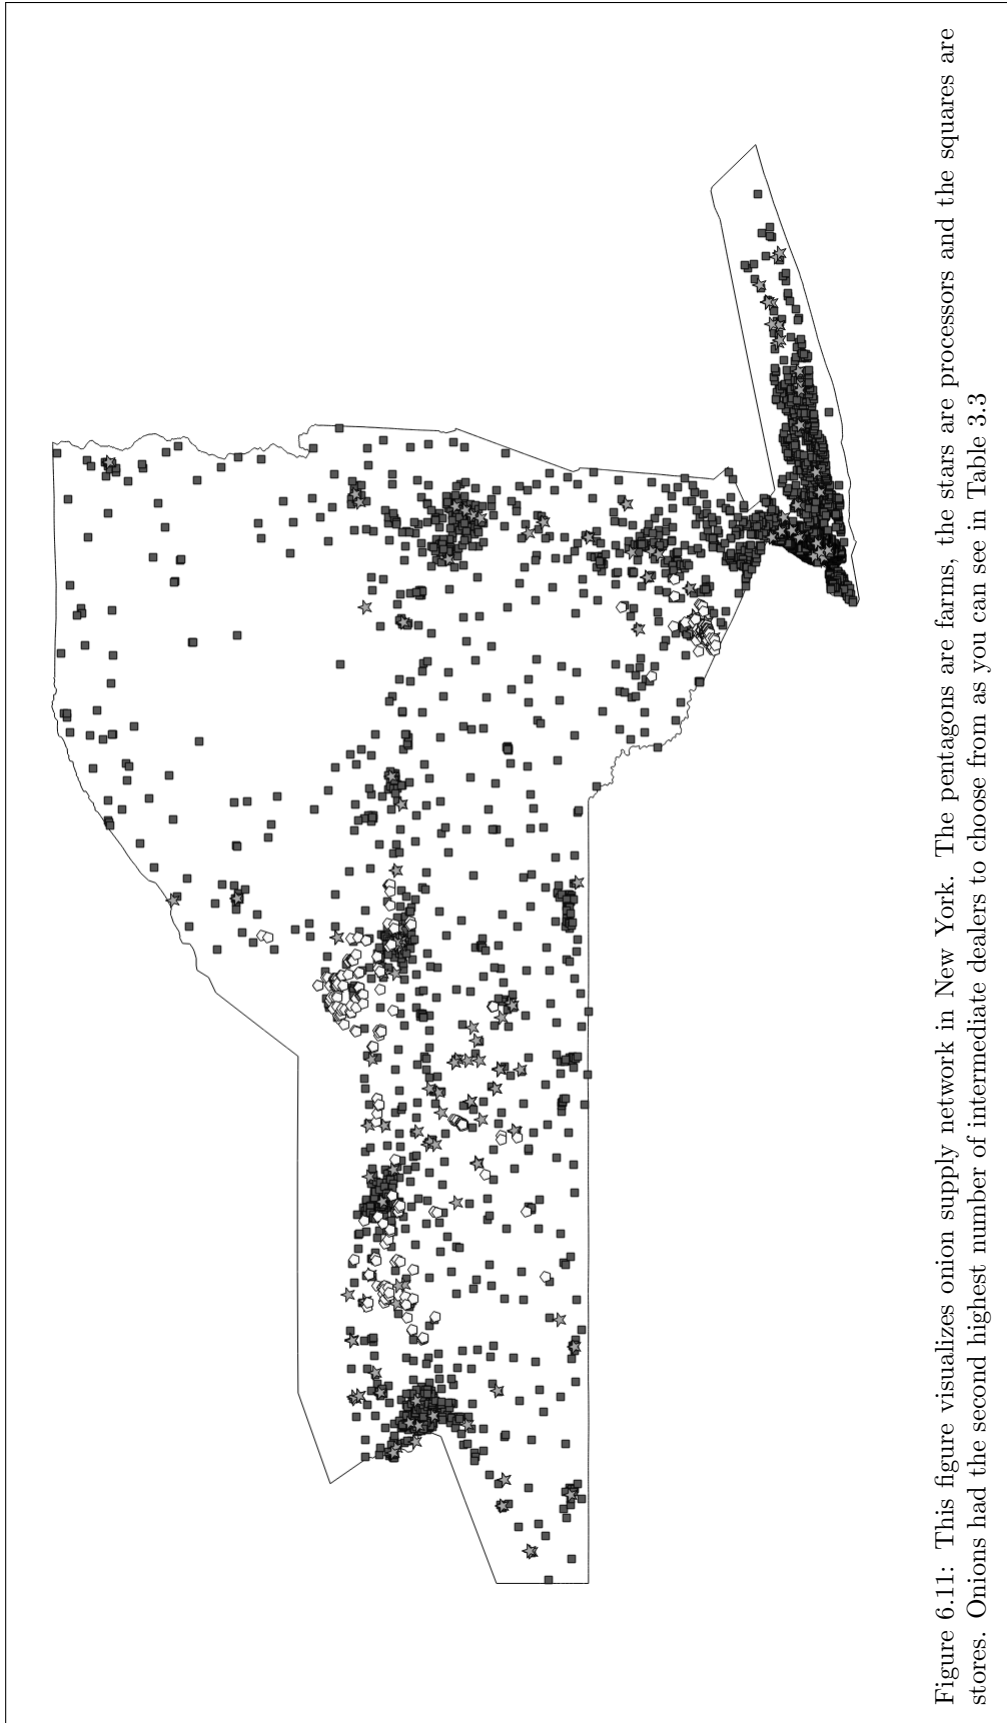 Figure 6.11: This figure visualizes onion supply network in New York. The pentagons are farms, the stars are processors and the squares are
stores. Onions had the second highest number of intermediate dealers to choose from as you can see in Table 3.3